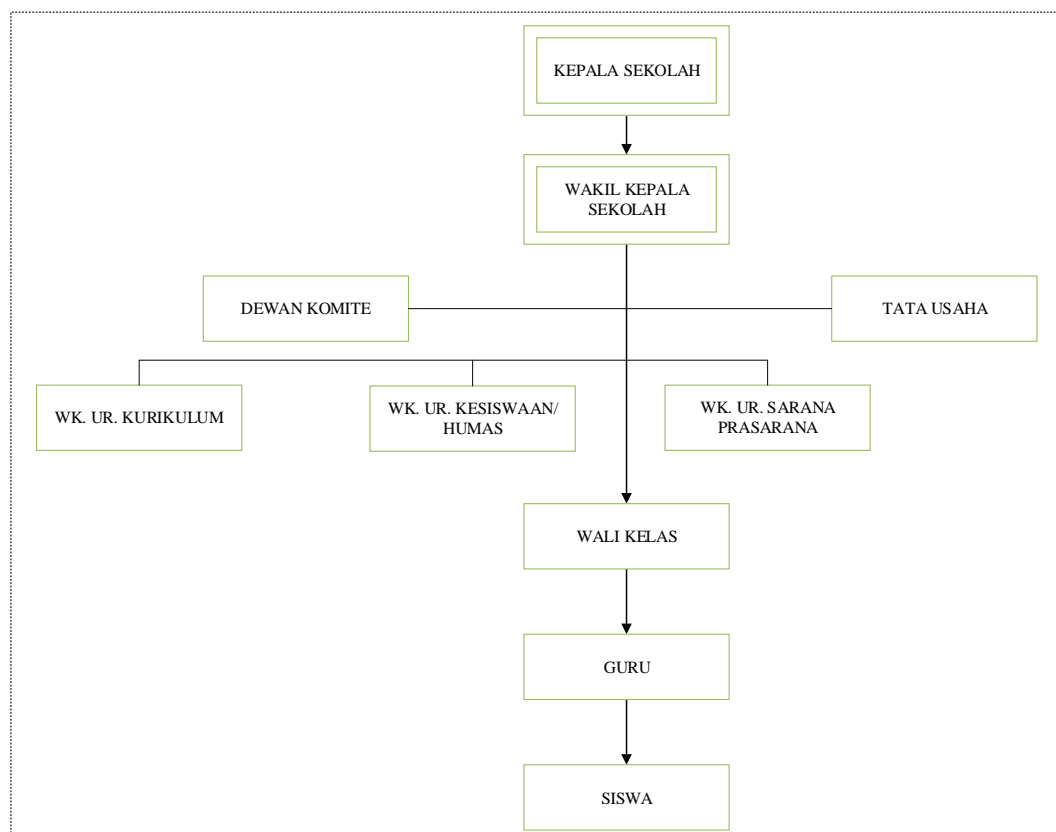 KEPALA SEKOLAH
WAKIL KEPALA
SEKOLAH
DEWAN KOMITE
TATA USAHA
WK. UR. KURIKULUM
WK. UR. KESISWAAN/
HUMAS
WK. UR. SARANA
PRASARANA
WALI KELAS
GURU
SISWA